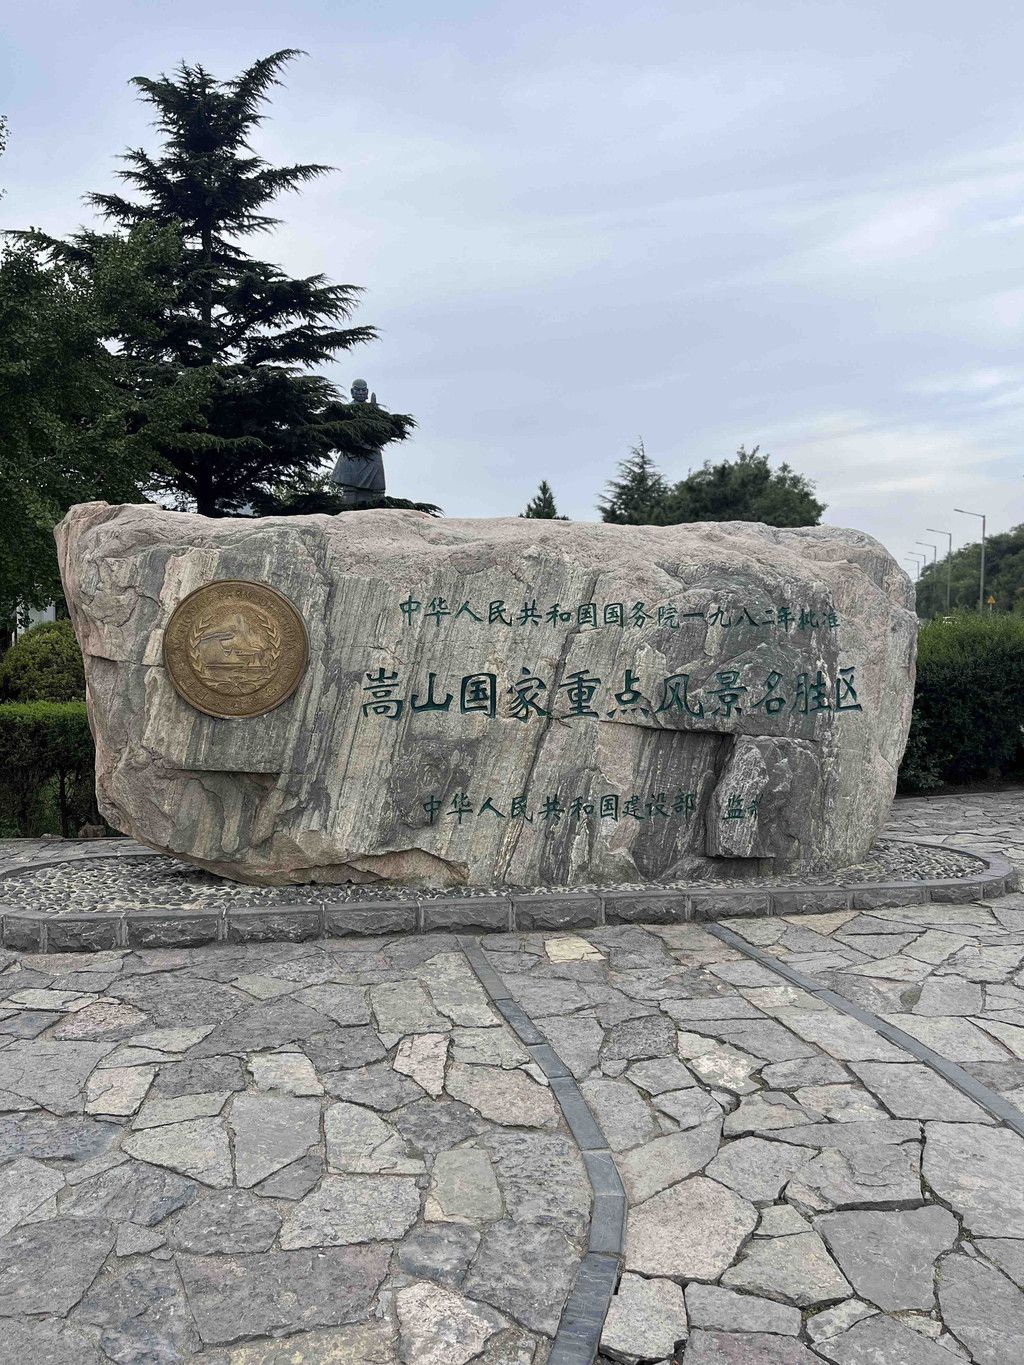 中华人民共和国国务院一九八二年批准
嵩山国家重点风景名胜区
中华人民共和国建设部 监制